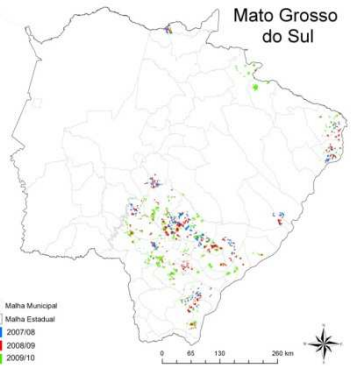 Mato Grosso
do Sul
Malha Municipal
Malha Estadual
2007/08
2008/09
2009/10
0 65 130 260 km